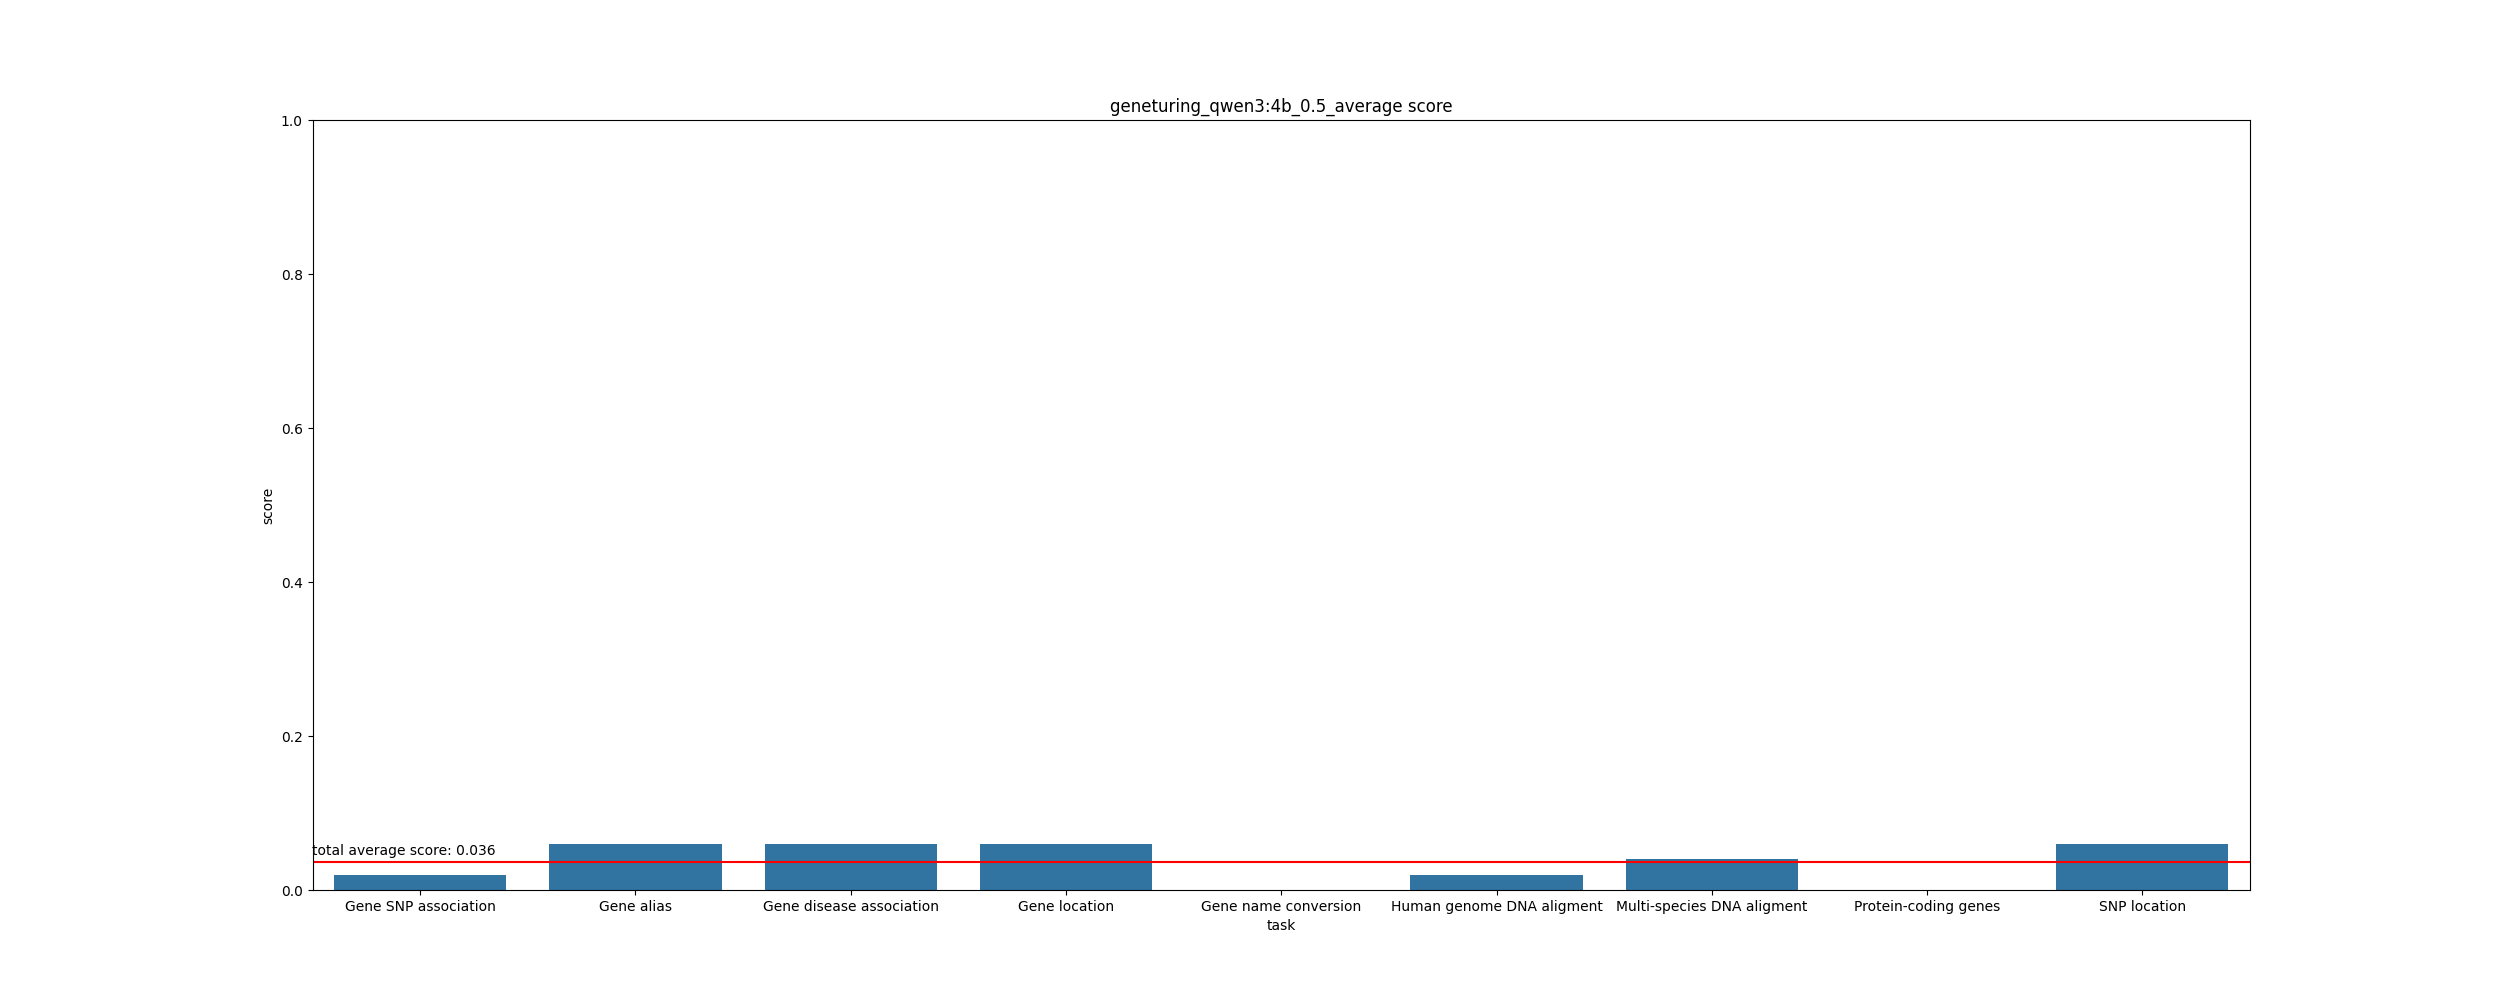 geneturing_qwen3:4b_0.5_average score
1.0
0.8
0.6
0.4
0.2
0.0
score
total average score: 0.036
Gene SNP association
Gene alias
Gene disease association
Gene location
Gene name conversion
Human genome DNA aligment
Multi-species DNA aligment
Protein-coding genes
SNP location
task